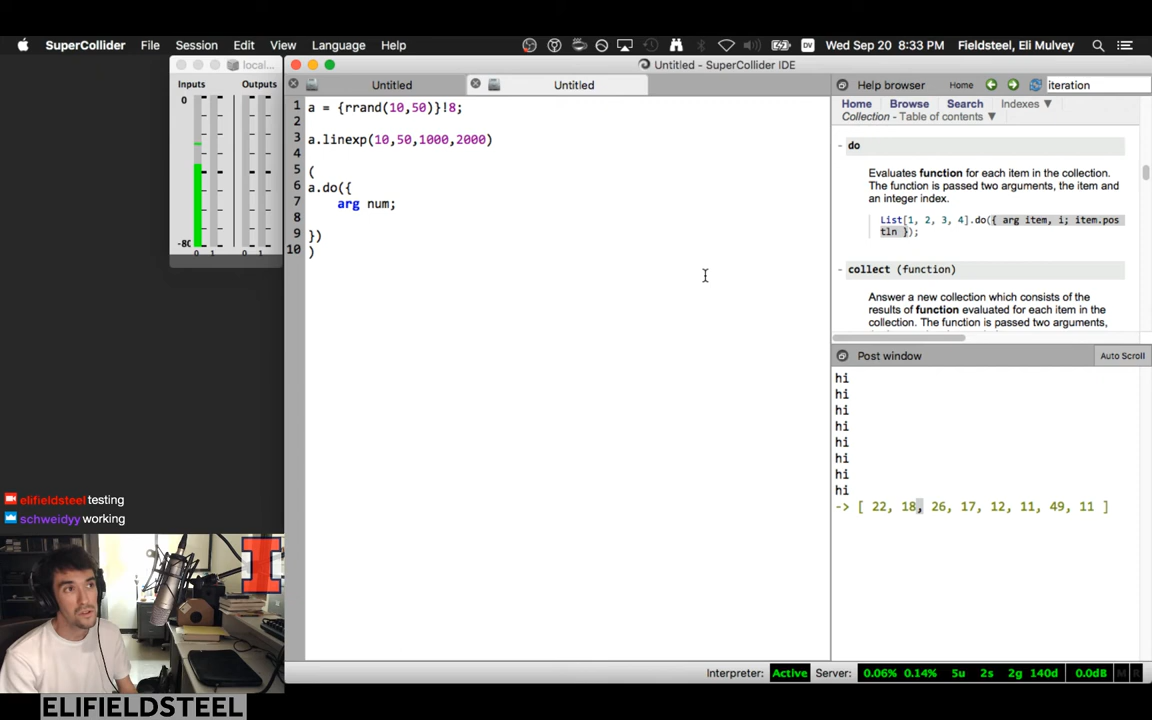 SuperCollider File Session Edit View Language Help DV Wed Sep 20 8:33 PM Fieldsteel, Eli Mulvey
local...
Inputs Outputs
0
-80
0 1 0 1
Untitled - SuperCollider IDE
Untitled Untitled
1 a = {rrand(10,50)}!8;
2
3 a.linexp(10,50,1000,2000)
4
5 (
6 a.do({
7 arg num;
8
9 })
10 )
Help browser Home iteration
Home Browse Search Indexes ▼
Collection - Table of contents ▼
- do
Evaluates function for each item in the collection.
The function is passed two arguments, the item and
an integer index.
List[1, 2, 3, 4].do({ arg item, i; item.pos
tln });
- collect (function)
Answer a new collection which consists of the
results of function evaluated for each item in the
collection. The function is passed two arguments,
Post window Auto Scroll
hi
hi
hi
hi
hi
hi
hi
hi
-> [ 22, 18, 26, 17, 12, 11, 49, 11 ]
elifieldsteel testing
schweidyy working
I
ELIFIELDSTEEL
Interpreter: Active Server: 0.06% 0.14% 5u 2s 2g 140d 0.0dB M R